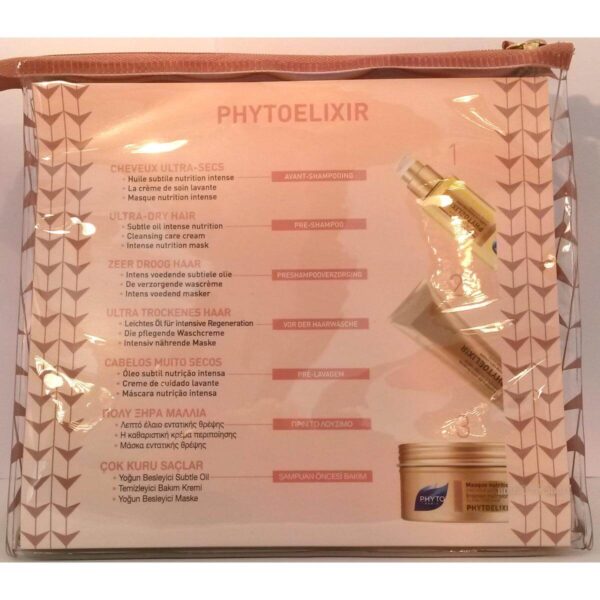 PHYTOELIXIR
CHEVEUX ULTRA-SECS
• Huile subtile nutrition intense
AVANT-SHAMPOOING
• La crème de soin lavante
• Masque nutrition intense
ULTRA-DRY HAIR
• Subtle oil intense nutrition
PRE-SHAMPOO
• Cleansing care cream
• Intense nutrition mask
ZEER DROOG HAAR
• Intens voedende subtiele olie
PRESHAMPOOVERZORGING
• De verzorgende wascrème
• Intens voedend masker
ULTRA TROCKENES HAAR
• Leichtes Öl für intensive Regeneration
VOR DER HAARWÄSCHE
• Die pflegende Waschcreme
• Intensiv nährende Maske
CABELOS MUITO SECOS
• Óleo subtil nutrição intensa
PRÉ-LAVAGEM
• Creme de cuidado lavante
• Máscara nutrição intensa
ΠΟΛΥ ΞΗΡΑ ΜΑΛΛΙΑ
• Λεπτό έλαιο εντατικής θρέψης
ΠΡΙΝ ΤΟ ΛΟΥΣΙΜΟ
• Η καθαριστική κρέμα περιποίησης
• Μάσκα εντατικής θρέψης
ÇOK KURU SAÇLAR
• Yoğun Besleyici Subtle Oil
ŞAMPUAN ÖNCESİ BAKIM
• Temizleyici Bakım Kremi
• Yoğun Besleyici Maske
1
2
3
PHYTO
Masque nutrition
PHYTOELIXI